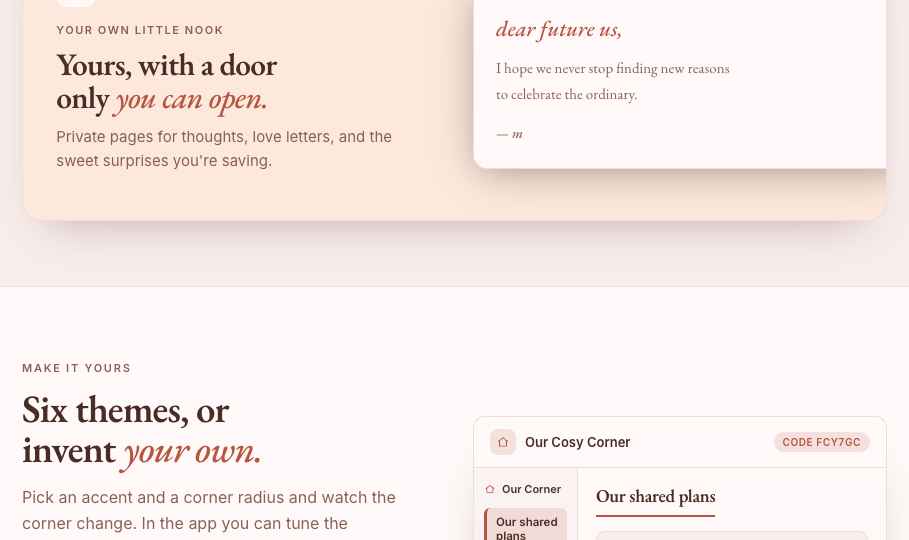 YOUR OWN LITTLE NOOK
Yours, with a door
only you can open.
Private pages for thoughts, love letters, and the
sweet surprises you're saving.
dear future us,
I hope we never stop finding new reasons
to celebrate the ordinary.
— m
MAKE IT YOURS
Six themes, or
invent your own.
Pick an accent and a corner radius and watch the
corner change. In the app you can tune the
Our Cosy Corner
CODE FCY7GC
Our Corner
Our shared
plans
Our shared plans